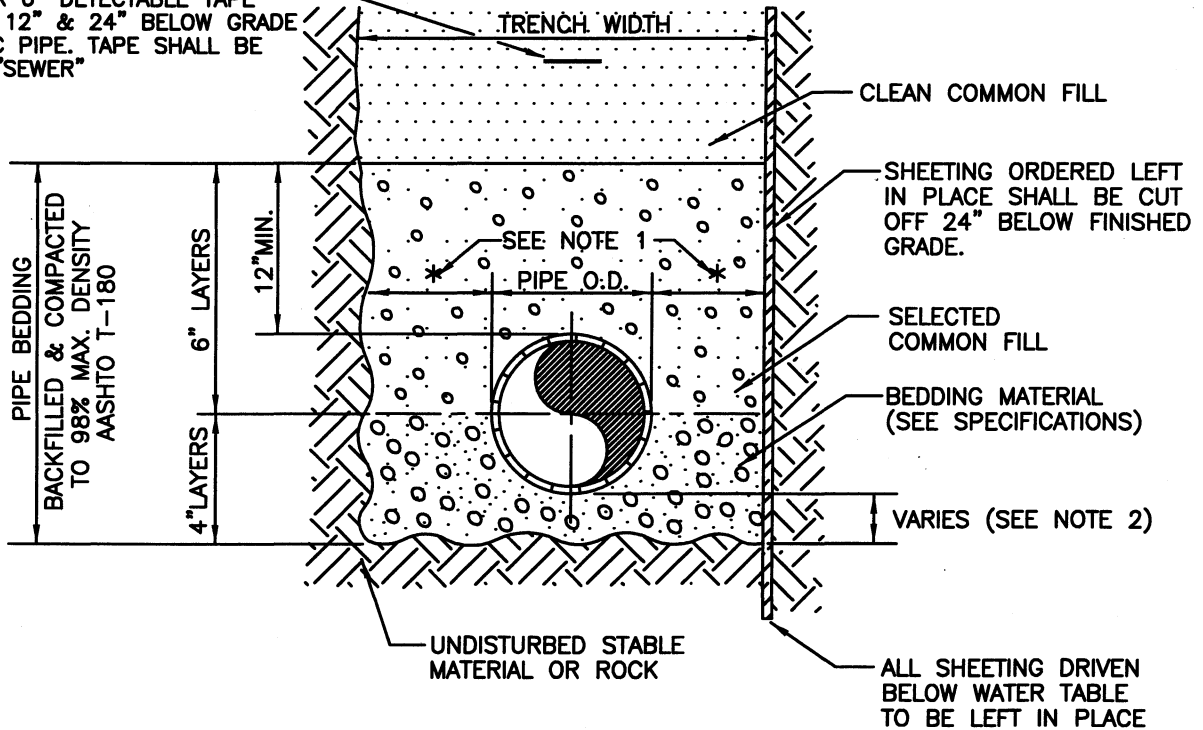 6" DETECTABLE TAPE
12" & 24" BELOW GRADE
PIPE. TAPE SHALL BE
"SEWER"
TRENCH WIDTH
CLEAN COMMON FILL
SHEETING ORDERED LEFT
IN PLACE SHALL BE CUT
OFF 24" BELOW FINISHED
GRADE.
PIPE BEDDING
BACKFILLED & COMPACTED
TO 98% MAX. DENSITY
AASHTO T-180
6" LAYERS
4"LAYERS
12"MIN.
SEE NOTE 1
* *
PIPE O.D.
SELECTED
COMMON FILL
BEDDING MATERIAL
(SEE SPECIFICATIONS)
VARIES (SEE NOTE 2)
UNDISTURBED STABLE
MATERIAL OR ROCK
ALL SHEETING DRIVEN
BELOW WATER TABLE
TO BE LEFT IN PLACE